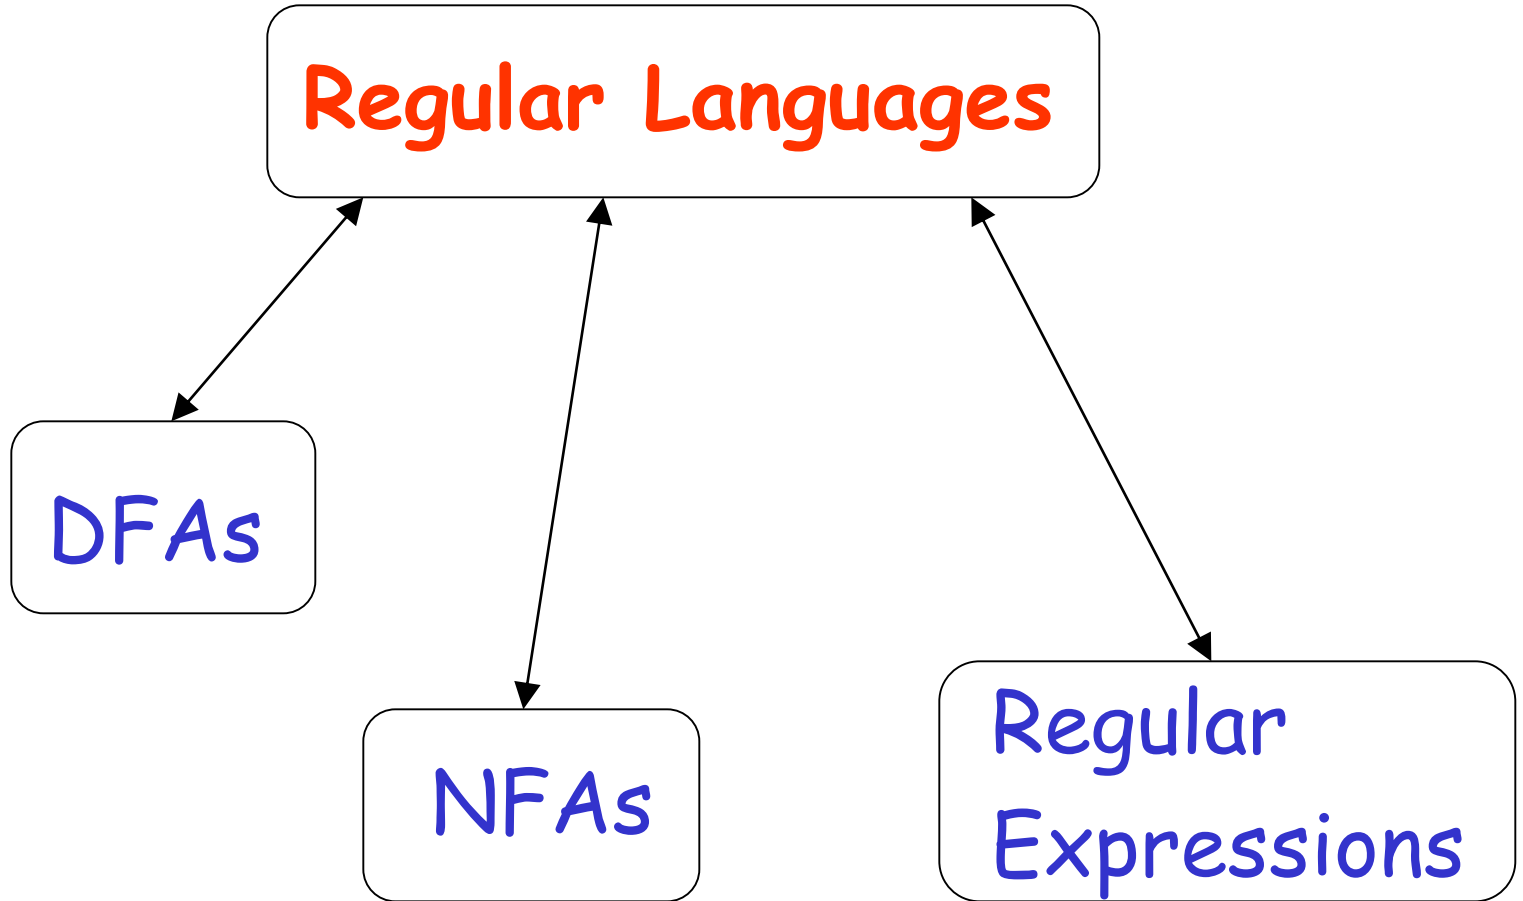 Regular Languages
DFAs
NFAs
Regular
Expressions